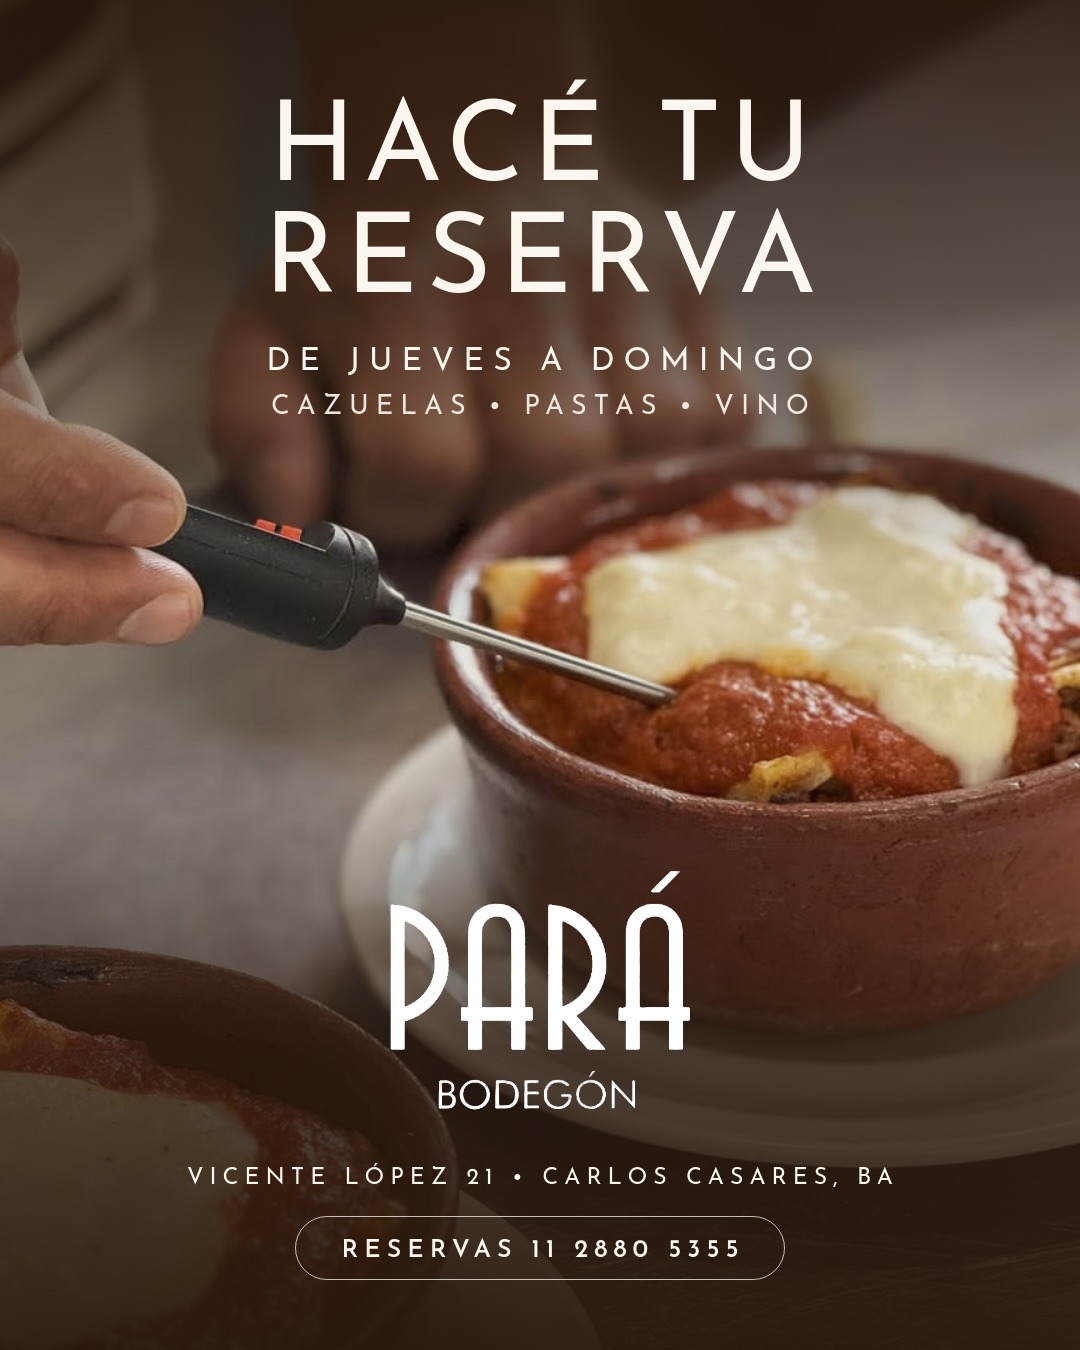 HACÉ TU
RESERVA
DE JUEVES A DOMINGO
CAZUELAS • PASTAS • VINO
PARÁ
BODEGÓN
VICENTE LÓPEZ 21 • CARLOS CASARES, BA
RESERVAS 11 2880 5355